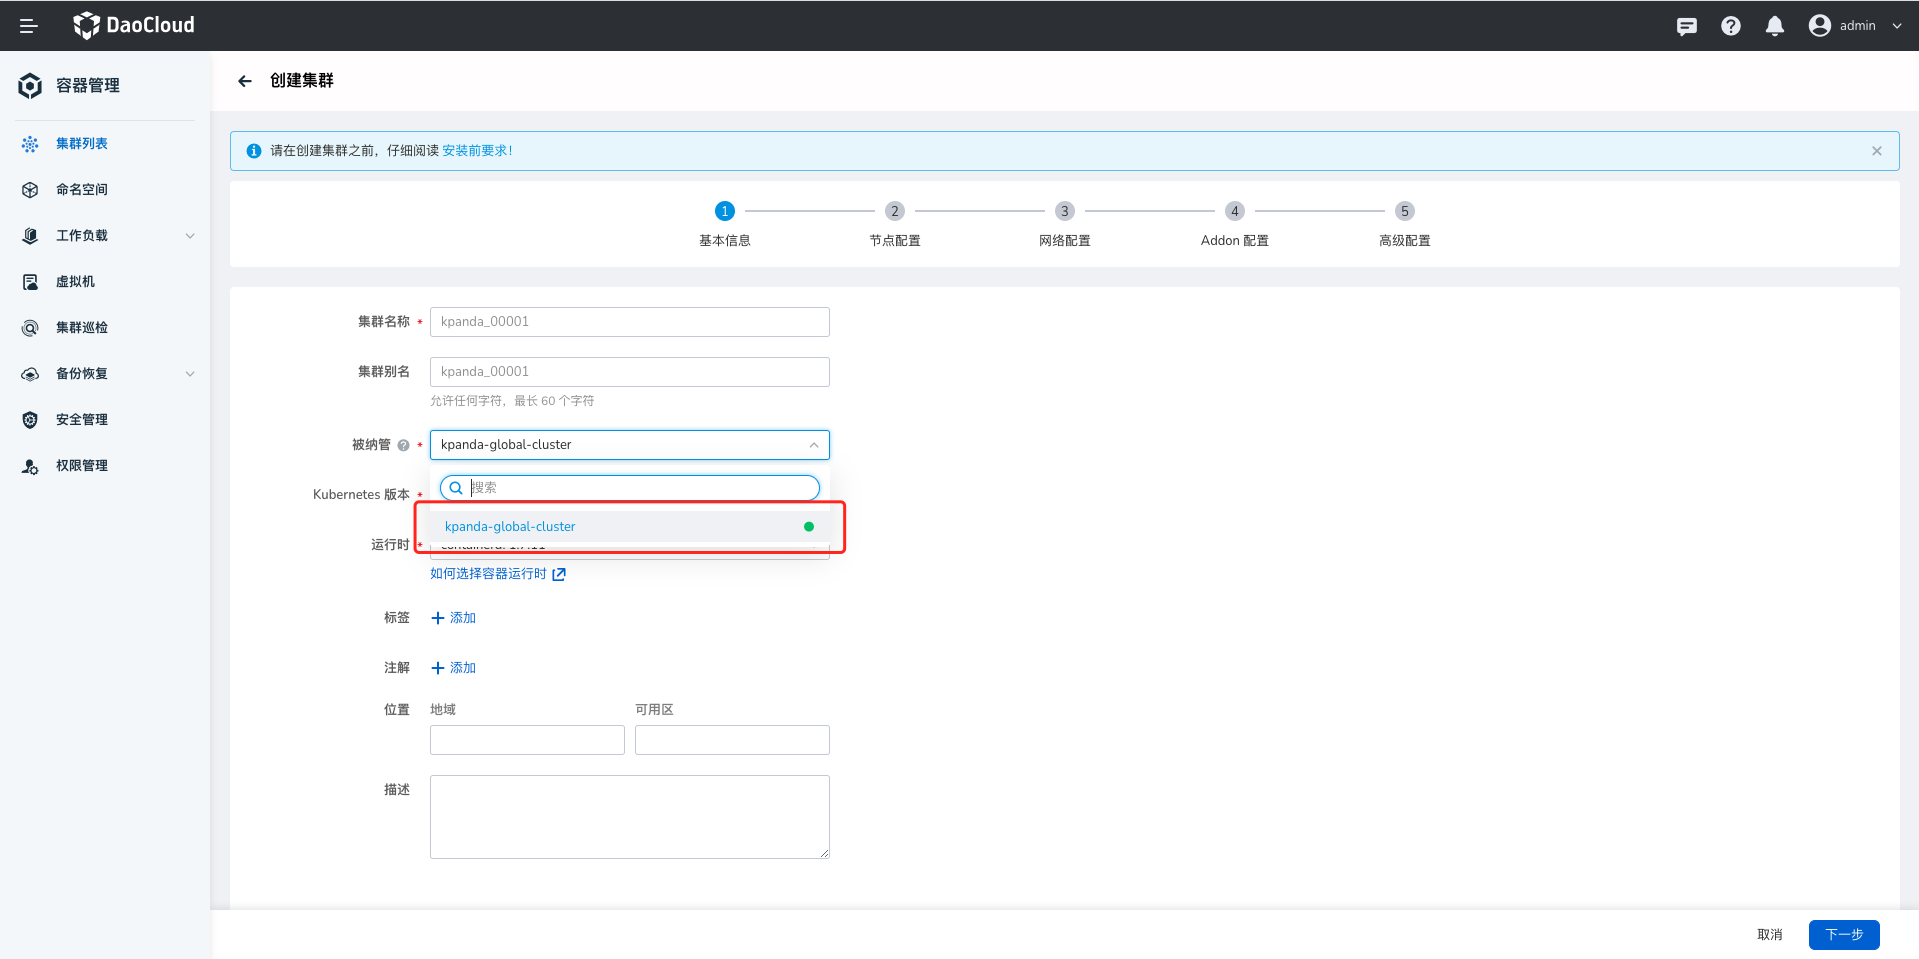 DaoCloud
admin
容器管理
集群列表
命名空间
工作负载
虚拟机
集群巡检
备份恢复
安全管理
权限管理
创建集群
请在创建集群之前，仔细阅读 安装前要求！
1
2
3
4
5
基本信息
节点配置
网络配置
Addon 配置
高级配置
集群名称 *
kpanda_00001
集群别名
kpanda_00001
允许任何字符，最长 60 个字符
被纳管 *
kpanda-global-cluster
搜索
Kubernetes 版本 *
kpanda-global-cluster
运行时 *
containerd: 1.7.11
如何选择容器运行时
标签
添加
注解
添加
位置
地域
可用区
描述
取消
下一步